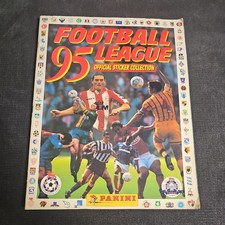 FOOTBALL
LEAGUE
95
OFFICIAL STICKER COLLECTION
PANINI